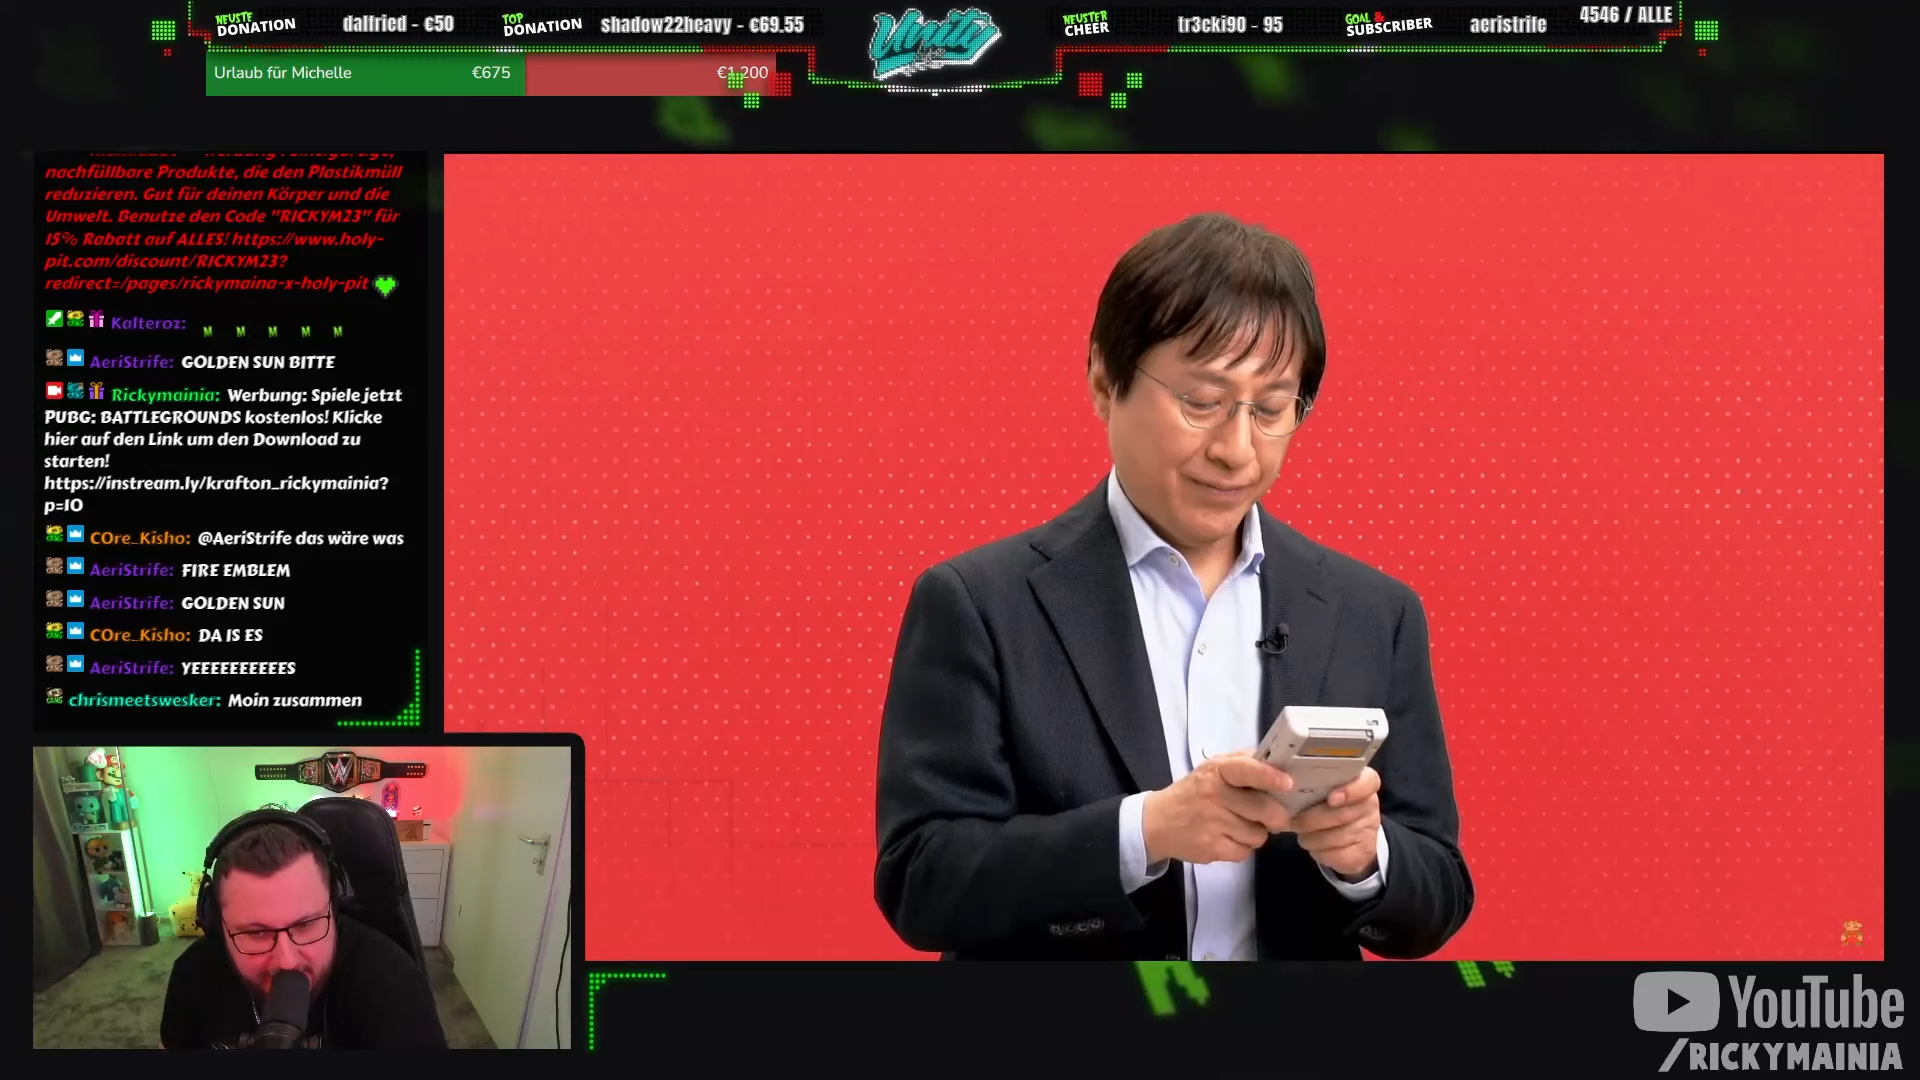 NEUSTE
DONATION
dalfried - €50
TOP
DONATION
shadow22heavy - €69.55
NEUSTER
CHEER
tr3cki90 - 95
GOAL &
SUBSCRIBER
aeristrife
4546 / ALLE
Urlaub für Michelle
€675
€1.200
nachfüllbare Produkte, die den Plastikmüll
reduzieren. Gut für deinen Körper und die
Umwelt. Benutze den Code "RICKYM23" für
15% Rabatt auf ALLES! https://www.holy-
pit.com/discount/RICKYM23?
redirect=/pages/rickymaina-x-holy-pit
Kalteroz: M M M M M
AeriStrife: GOLDEN SUN BITTE
Rickymainia: Werbung: Spiele jetzt
PUBG: BATTLEGROUNDS kostenlos! Klicke
hier auf den Link um den Download zu
starten!
https://instream.ly/krafton_rickymainia?
p=10
C0re_Kisho: @AeriStrife das wäre was
AeriStrife: FIRE EMBLEM
AeriStrife: GOLDEN SUN
C0re_Kisho: DA IS ES
AeriStrife: YEEEEEEEEEES
chrismeetswesker: Moin zusammen
YouTube
/RICKYMAINIA